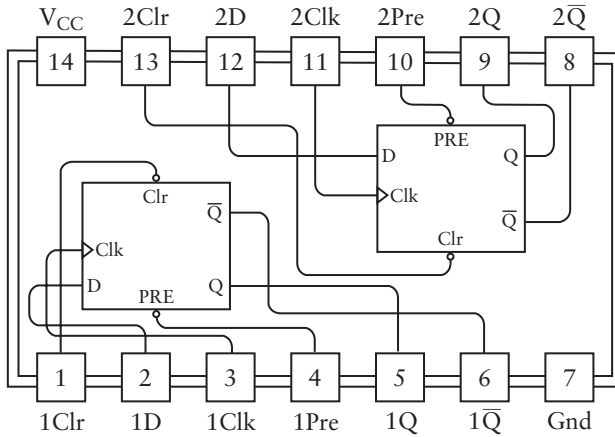 V_CC 2Clr 2D 2Clk 2Pre 2Q 2Q̅
14 13 12 11 10 9 8
PRE
D Q
Clk
Q̅
Clr
Clr
Q̅
Clk
D Q
PRE
1 2 3 4 5 6 7
1Clr 1D 1Clk 1Pre 1Q 1Q̅ Gnd